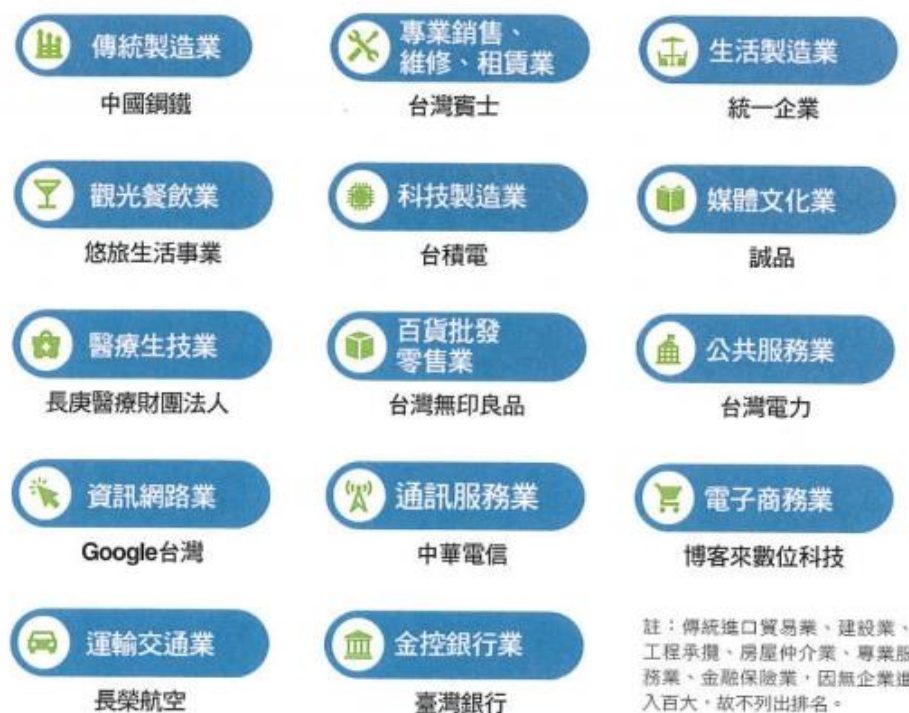 傳統製造業
中國鋼鐵
專業銷售、
維修、租賃業
台灣賓士
生活製造業
統一企業
觀光餐飲業
悠旅生活事業
科技製造業
台積電
媒體文化業
誠品
醫療生技業
長庚醫療財團法人
百貨批發
零售業
台灣無印良品
公共服務業
台灣電力
資訊網路業
Google台灣
通訊服務業
中華電信
電子商務業
博客來數位科技
運輸交通業
長榮航空
金控銀行業
臺灣銀行
註：傳統進口貿易業、建設業、
工程承攬、房屋仲介業、專業服
務業、金融保險業，因無企業進
入百大，故不列出排名。